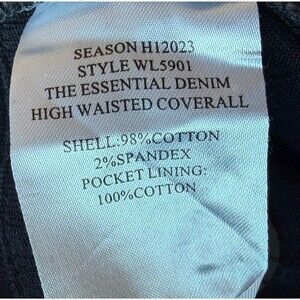 SEASON H12023
STYLE WL5901
THE ESSENTIAL DENIM
HIGH WAISTED COVERALL
SHELL:98%COTTON
2%SPANDEX
POCKET LINING:
100%COTTON